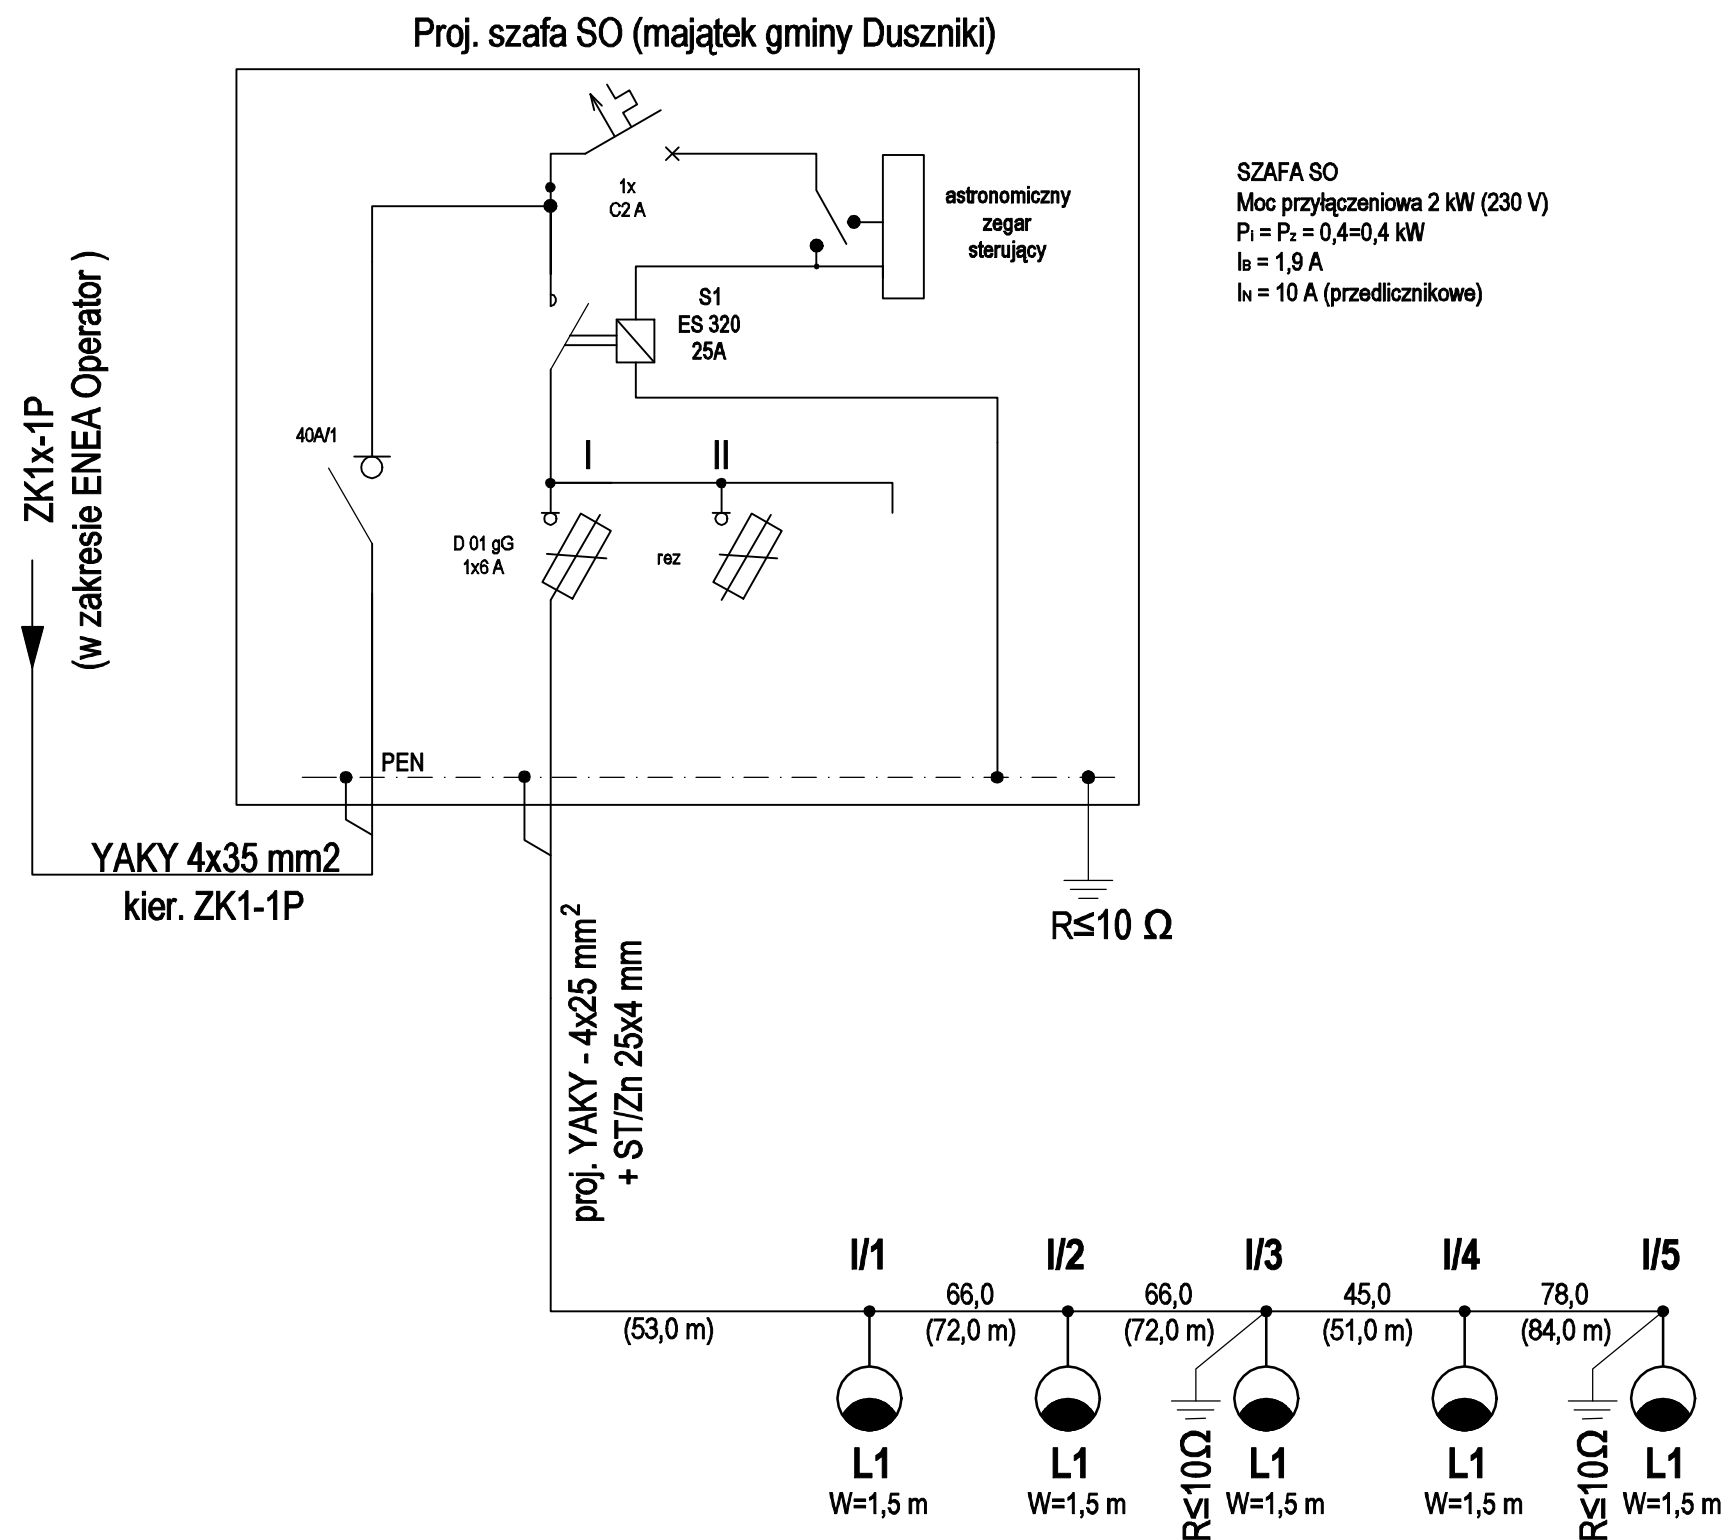 Proj. szafa SO (majątek gminy Duszniki)
1x
C2 A
astronomiczny
zegar
sterujący
SZAFA SO
Moc przyłączeniowa 2 kW (230 V)
Pi = Pz = 0,4=0,4 kW
IB = 1,9 A
IN = 10 A (przedlicznikowe)
S1
ES 320
25A
ZK1x-1P
(w zakresie ENEA Operator )
40A/1
I
II
D 01 gG
1x6 A
rez
PEN
YAKY 4x35 mm2
kier. ZK1-1P
R≤10 Ω
proj. YAKY - 4x25 mm²
+ ST/Zn 25x4 mm
I/1
I/2
I/3
I/4
I/5
66,0
66,0
45,0
78,0
(53,0 m)
(72,0 m)
(72,0 m)
(51,0 m)
(84,0 m)
R≤10Ω
R≤10Ω
L1
L1
L1
L1
L1
W=1,5 m
W=1,5 m
W=1,5 m
W=1,5 m
W=1,5 m